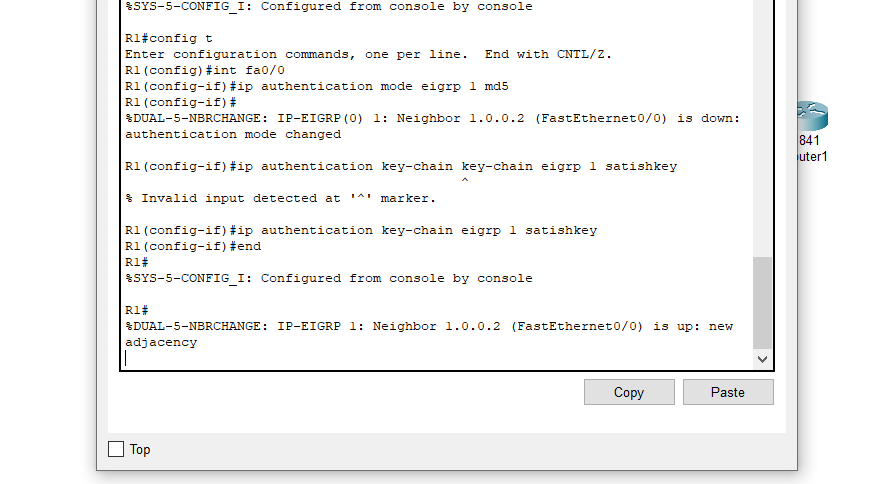 %SYS-5-CONFIG_I: Configured from console by console
R1#config t
Enter configuration commands, one per line.  End with CNTL/Z.
R1(config)#int fa0/0
R1(config-if)#ip authentication mode eigrp 1 md5
R1(config-if)#
%DUAL-5-NBRCHANGE: IP-EIGRP(0) 1: Neighbor 1.0.0.2 (FastEthernet0/0) is down:
authentication mode changed
R1(config-if)#ip authentication key-chain key-chain eigrp 1 satishkey
^
% Invalid input detected at '^' marker.
R1(config-if)#ip authentication key-chain eigrp 1 satishkey
R1(config-if)#end
R1#
%SYS-5-CONFIG_I: Configured from console by console
R1#
%DUAL-5-NBRCHANGE: IP-EIGRP 1: Neighbor 1.0.0.2 (FastEthernet0/0) is up: new
adjacency
Copy
Paste
Top
841
uter1